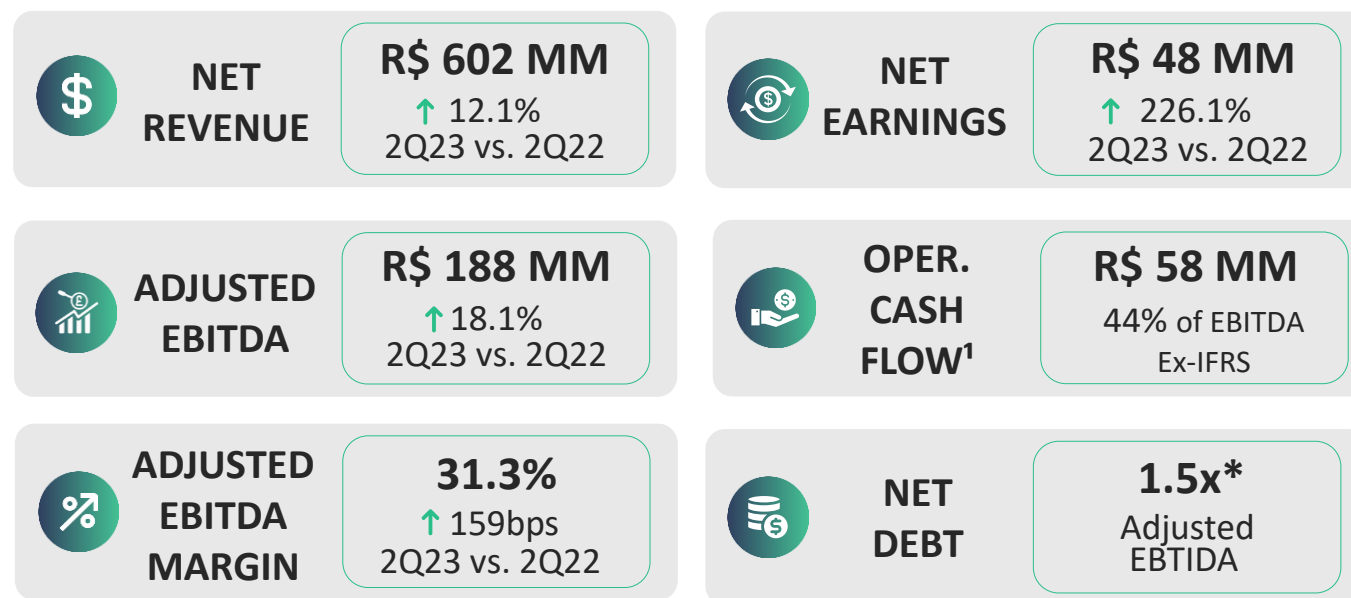 NET
REVENUE
R$ 602 MM
↑ 12.1%
2Q23 vs. 2Q22
NET
EARNINGS
R$ 48 MM
↑ 226.1%
2Q23 vs. 2Q22
ADJUSTED
EBITDA
R$ 188 MM
↑ 18.1%
2Q23 vs. 2Q22
OPER.
CASH
FLOW¹
R$ 58 MM
44% of EBITDA
Ex-IFRS
ADJUSTED
EBITDA
MARGIN
31.3%
↑ 159bps
2Q23 vs. 2Q22
NET
DEBT
1.5x*
Adjusted
EBTIDA